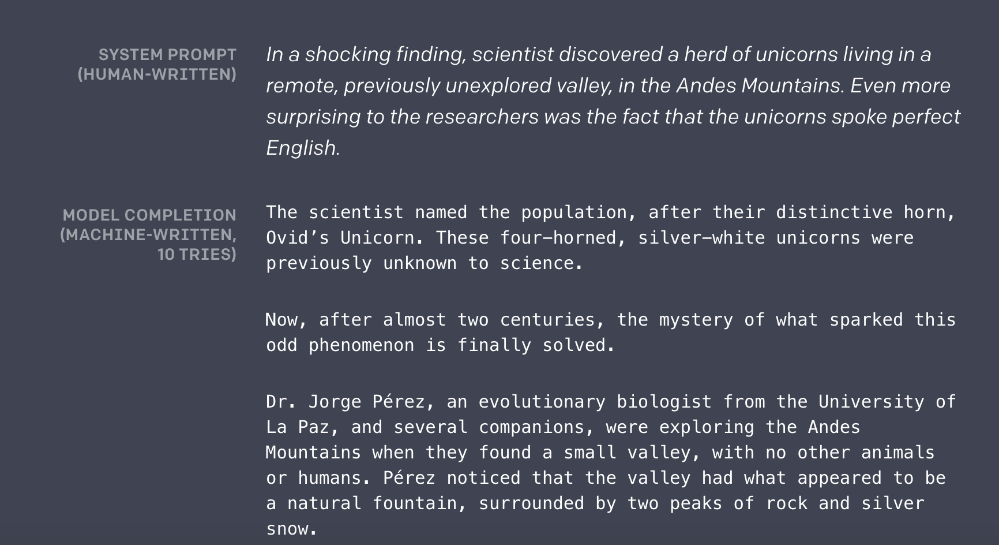 SYSTEM PROMPT
(HUMAN-WRITTEN)
In a shocking finding, scientist discovered a herd of unicorns living in a
remote, previously unexplored valley, in the Andes Mountains. Even more
surprising to the researchers was the fact that the unicorns spoke perfect
English.
MODEL COMPLETION
(MACHINE-WRITTEN,
10 TRIES)
The scientist named the population, after their distinctive horn,
Ovid’s Unicorn. These four-horned, silver-white unicorns were
previously unknown to science.
Now, after almost two centuries, the mystery of what sparked this
odd phenomenon is finally solved.
Dr. Jorge Pérez, an evolutionary biologist from the University of
La Paz, and several companions, were exploring the Andes
Mountains when they found a small valley, with no other animals
or humans. Pérez noticed that the valley had what appeared to be
a natural fountain, surrounded by two peaks of rock and silver
snow.